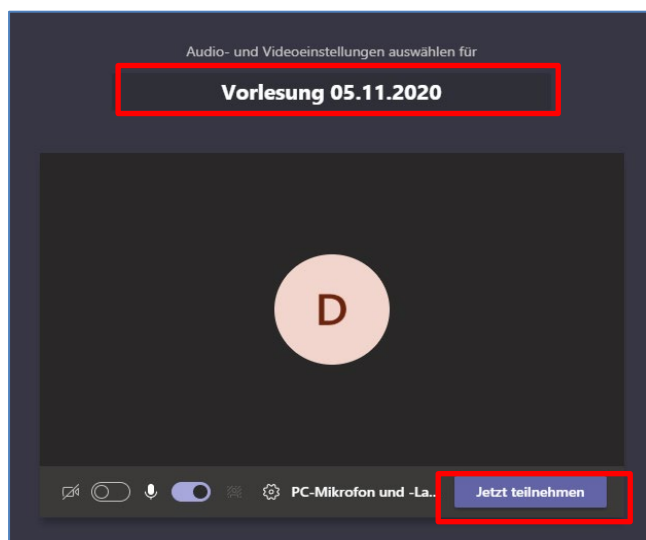 Audio- und Videoeinstellungen auswählen für
Vorlesung 05.11.2020
D
PC-Mikrofon und -La..
Jetzt teilnehmen